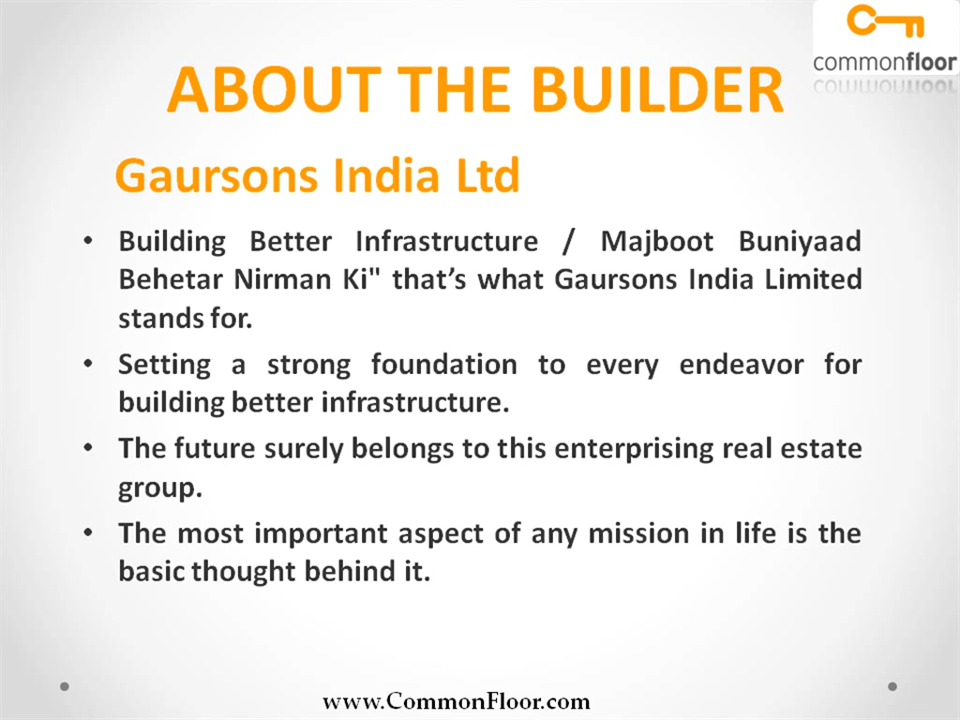 commonfloor
ABOUT THE BUILDER
Gaursons India Ltd
• Building Better Infrastructure / Majboot Buniyaad
Behetar Nirman Ki" that’s what Gaursons India Limited
stands for.
• Setting a strong foundation to every endeavor for
building better infrastructure.
• The future surely belongs to this enterprising real estate
group.
• The most important aspect of any mission in life is the
basic thought behind it.
www.CommonFloor.com